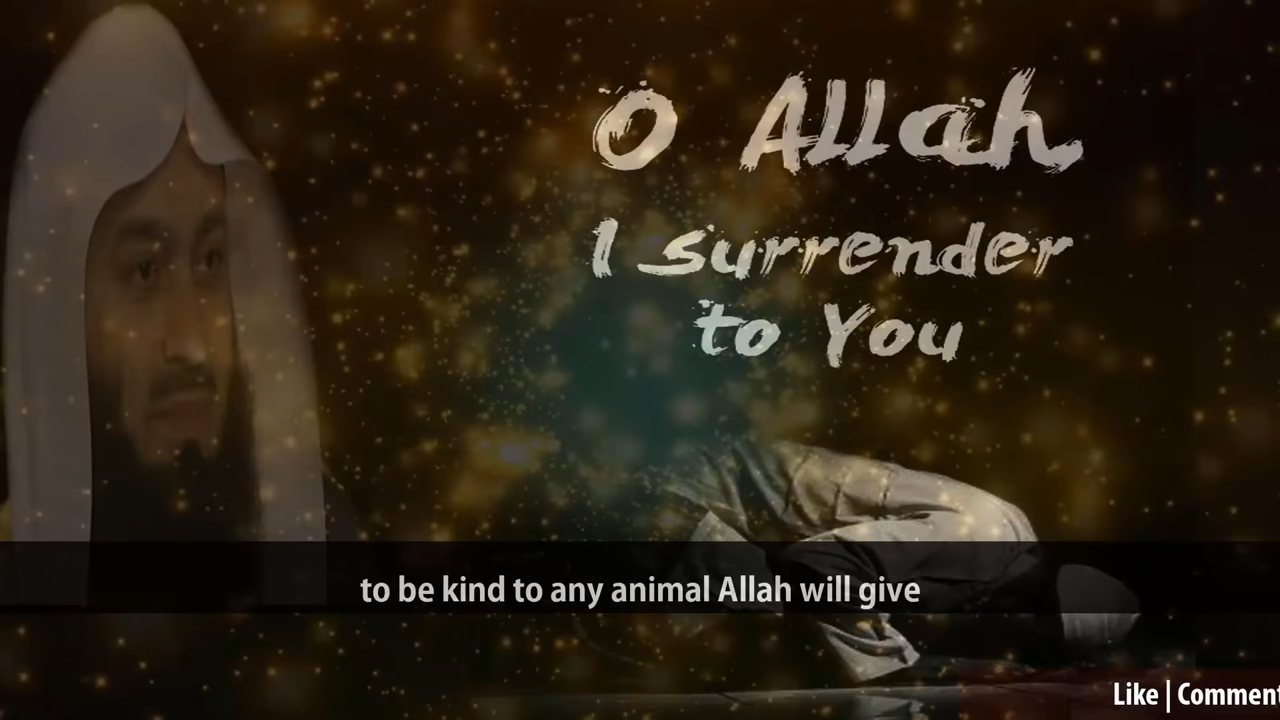 O Allah,
I surrender
to You
to be kind to any animal Allah will give
Like | Comment